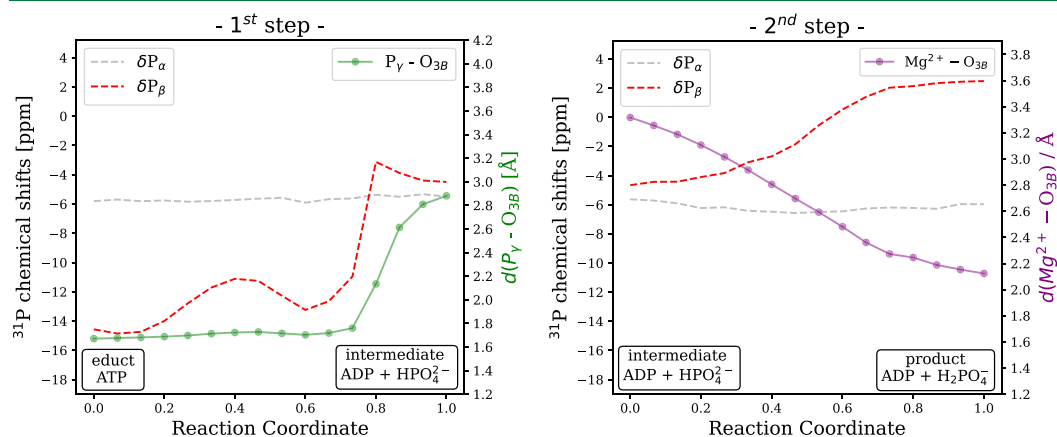 - 1st step -
³¹P chemical shifts [ppm]
4
2
0
−2
−4
−6
−8
−10
−12
−14
−16
−18
δPα
δPβ
Pγ - O3B
educt
ATP
intermediate
ADP + HPO₄²⁻
0.0 0.2 0.4 0.6 0.8 1.0
Reaction Coordinate
4.2
4.0
3.8
3.6
3.4
3.2
3.0
2.8
2.6
2.4
2.2
2.0
1.8
1.6
1.4
1.2
d(Pγ - O3B) [Å]
- 2nd step -
³¹P chemical shifts [ppm]
4
2
0
−2
−4
−6
−8
−10
−12
−14
−16
−18
δPα
δPβ
Mg²⁺ − O3B
intermediate
ADP + HPO₄²⁻
product
ADP + H₂PO₄⁻
0.0 0.2 0.4 0.6 0.8 1.0
Reaction Coordinate
3.8
3.6
3.4
3.2
3.0
2.8
2.6
2.4
2.2
2.0
1.8
1.6
1.4
1.2
d(Mg²⁺ − O3B) / Å